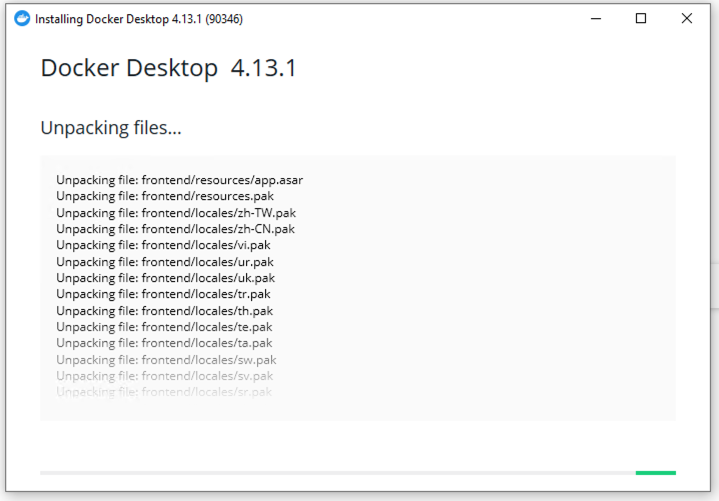 Installing Docker Desktop 4.13.1 (90346)
Docker Desktop 4.13.1
Unpacking files...
Unpacking file: frontend/resources/app.asar
Unpacking file: frontend/resources.pak
Unpacking file: frontend/locales/zh-TW.pak
Unpacking file: frontend/locales/zh-CN.pak
Unpacking file: frontend/locales/vi.pak
Unpacking file: frontend/locales/ur.pak
Unpacking file: frontend/locales/uk.pak
Unpacking file: frontend/locales/tr.pak
Unpacking file: frontend/locales/th.pak
Unpacking file: frontend/locales/te.pak
Unpacking file: frontend/locales/ta.pak
Unpacking file: frontend/locales/sw.pak
Unpacking file: frontend/locales/sv.pak
Unpacking file: frontend/locales/sr.pak